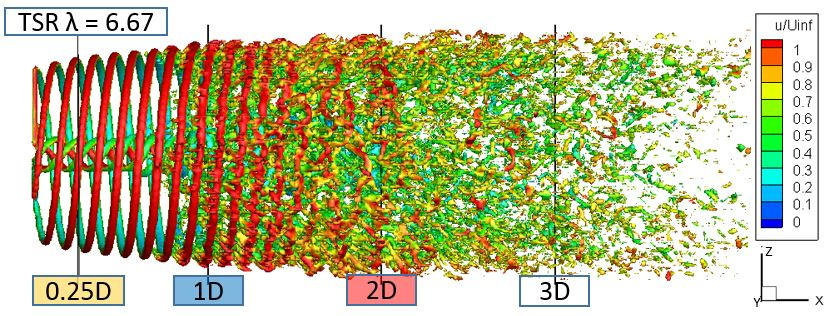 TSR λ = 6.67
u/Uinf
1
0.9
0.8
0.7
0.6
0.5
0.4
0.3
0.2
0.1
0
0.25D
1D
2D
3D
Z
Y
X